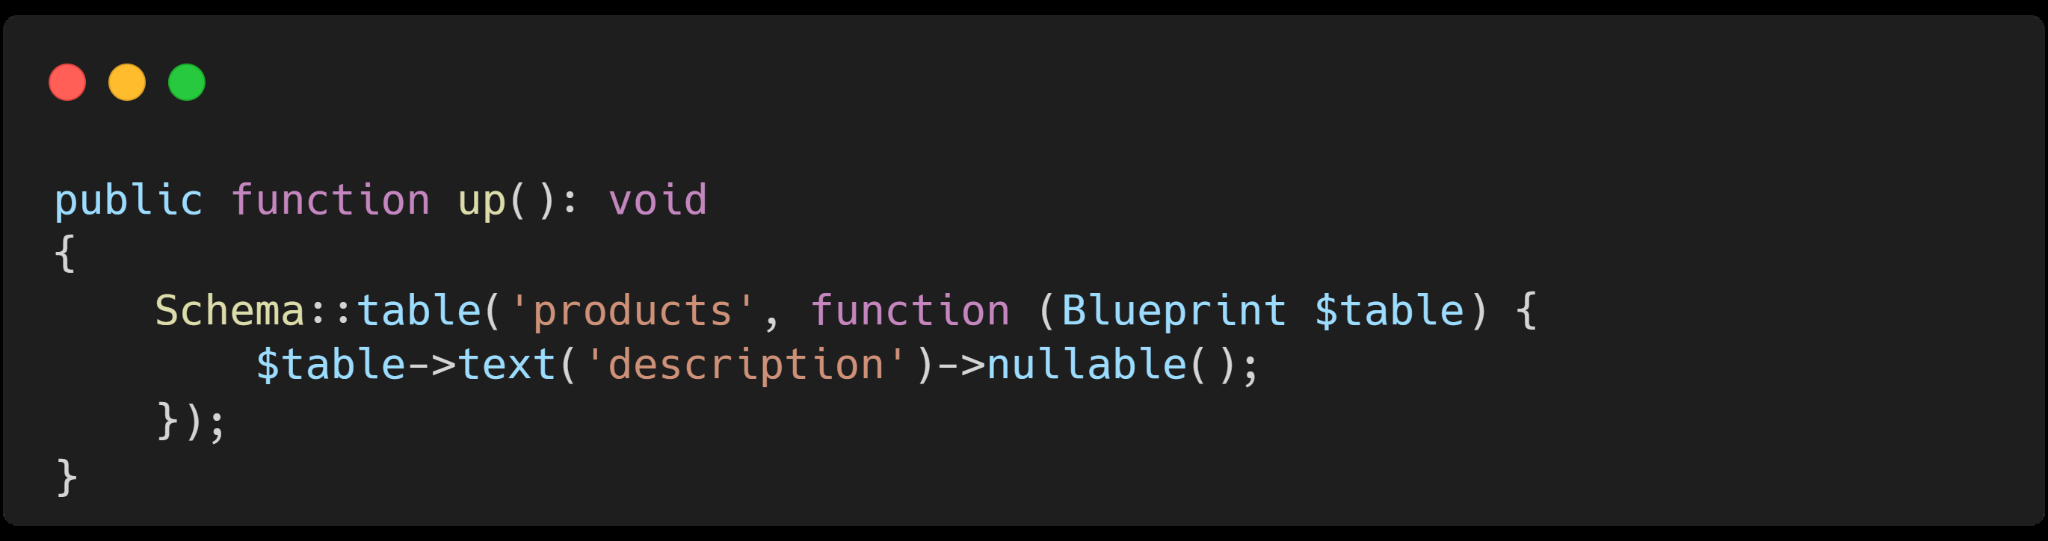 public function up(): void
{
    Schema::table('products', function (Blueprint $table) {
        $table->text('description')->nullable();
    });
}